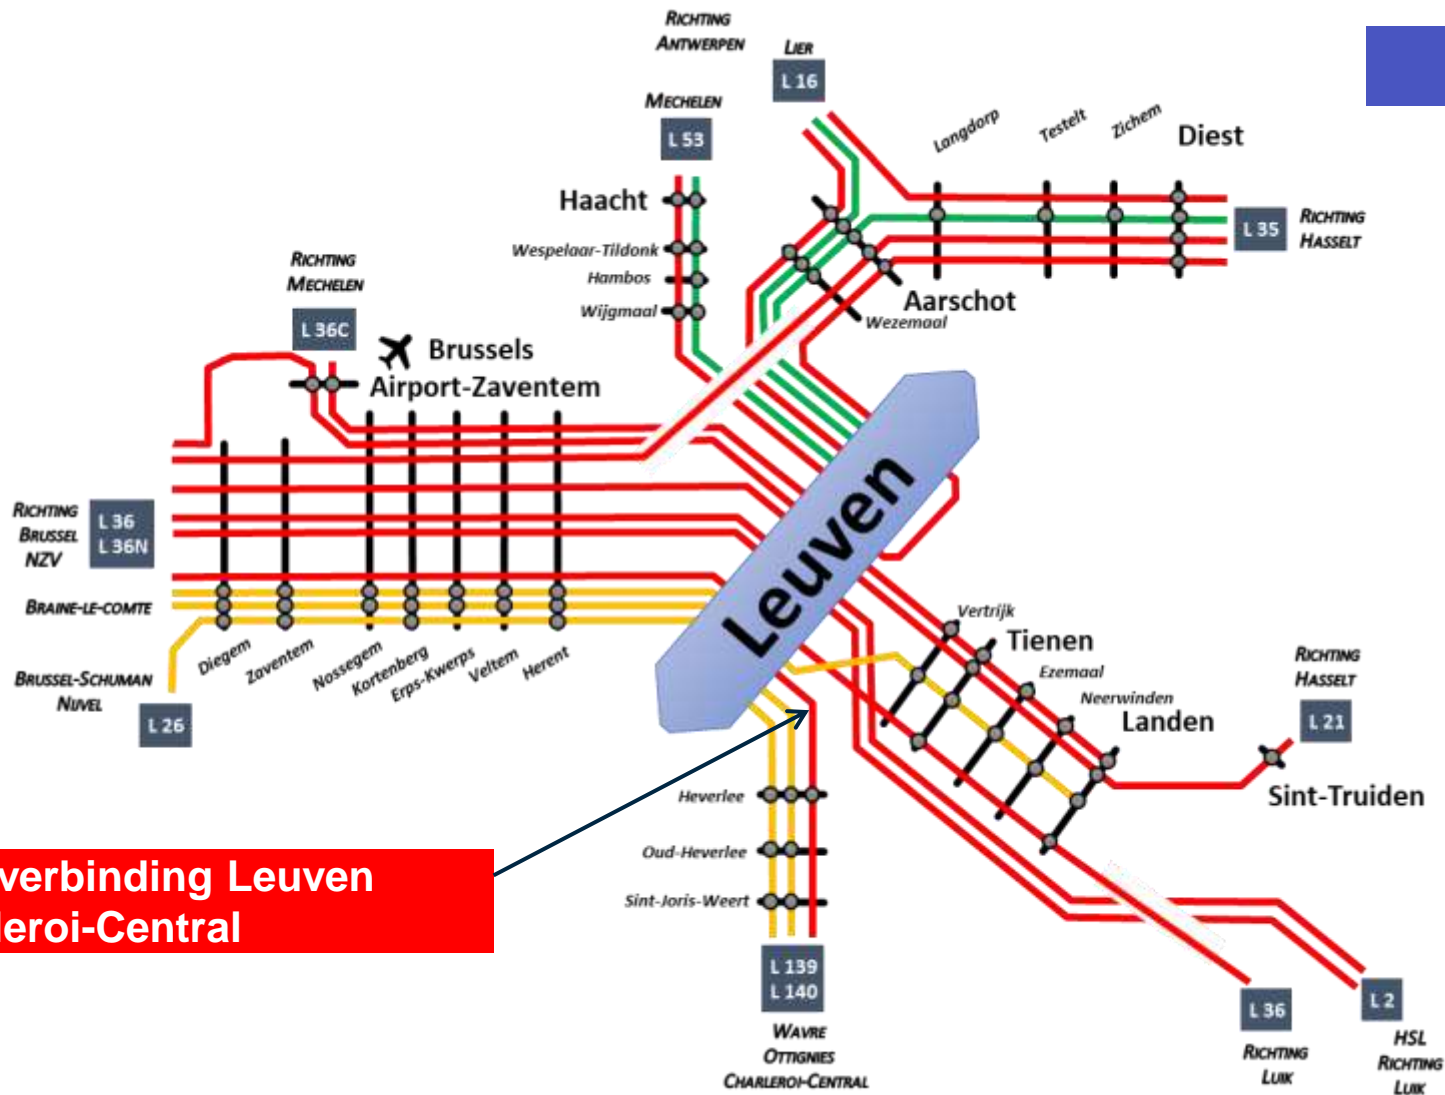 RICHTING
ANTWERPEN
LIER
L 16
MECHELEN
L 53
Langdorp
Testelt
Zichem
Diest
Haacht
Wespelaar-Tildonk
Hambos
Wijgmaal
L 35
RICHTING
HASSELT
RICHTING
MECHELEN
L 36C
Aarschot
Wezemaal
Brussels
Airport-Zaventem
Leuven
RICHTING
BRUSSEL
NZV
L 36
L 36N
BRAINE-LE-COMTE
BRUSSEL-SCHUMAN
NIJVEL
L 26
Diegem
Zaventem
Nossegem
Kortenberg
Erps-Kwerps
Veltem
Herent
Vertrijk
Tienen
Ezemaal
Neerwinden
Landen
RICHTING
HASSELT
L 21
Sint-Truiden
Heverlee
Oud-Heverlee
Sint-Joris-Weert
verbinding Leuven
leroi-Central
L 139
L 140
WAVRE
OTTIGNIES
CHARLEROI-CENTRAL
L 36
RICHTING
LUIK
L 2
HSL
RICHTING
LUIK